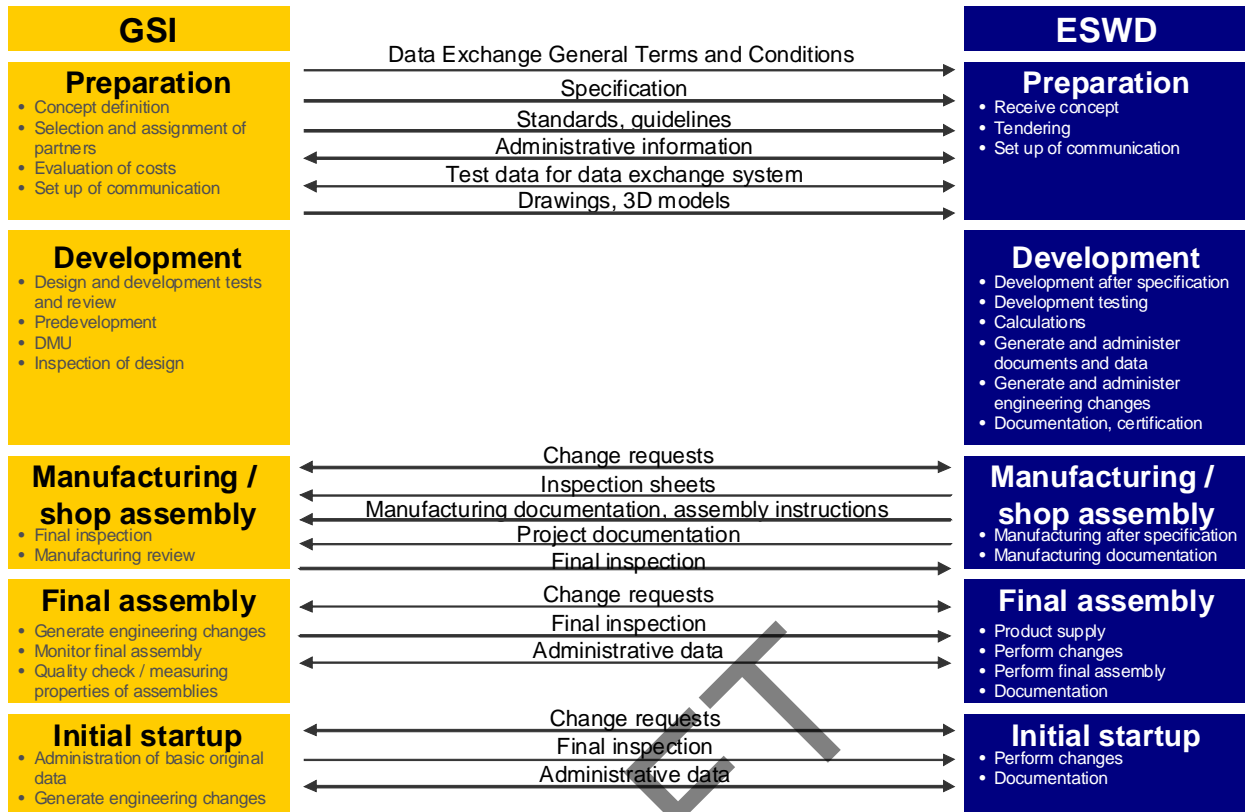 GSI
Preparation
• Concept definition
• Selection and assignment of
partners
• Evaluation of costs
• Set up of communication
Data Exchange General Terms and Conditions
Specification
Standards, guidelines
Administrative information
Test data for data exchange system
Drawings, 3D models
ESWD
Preparation
• Receive concept
• Tendering
• Set up of communication
Development
• Design and development tests
and review
• Predevelopment
• DMU
• Inspection of design
Development
• Development after specification
• Development testing
• Calculations
• Generate and administer
documents and data
• Generate and administer
engineering changes
• Documentation, certification
Manufacturing /
shop assembly
• Final inspection
• Manufacturing review
Change requests
Inspection sheets
Manufacturing documentation, assembly instructions
Project documentation
Final inspection
Manufacturing /
shop assembly
• Manufacturing after specification
• Manufacturing documentation
Final assembly
• Generate engineering changes
• Monitor final assembly
• Quality check / measuring
properties of assemblies
Change requests
Final inspection
Administrative data
Final assembly
• Product supply
• Perform changes
• Perform final assembly
• Documentation
Initial startup
• Administration of basic original
data
• Generate engineering changes
Change requests
Final inspection
Administrative data
Initial startup
• Perform changes
• Documentation
ET